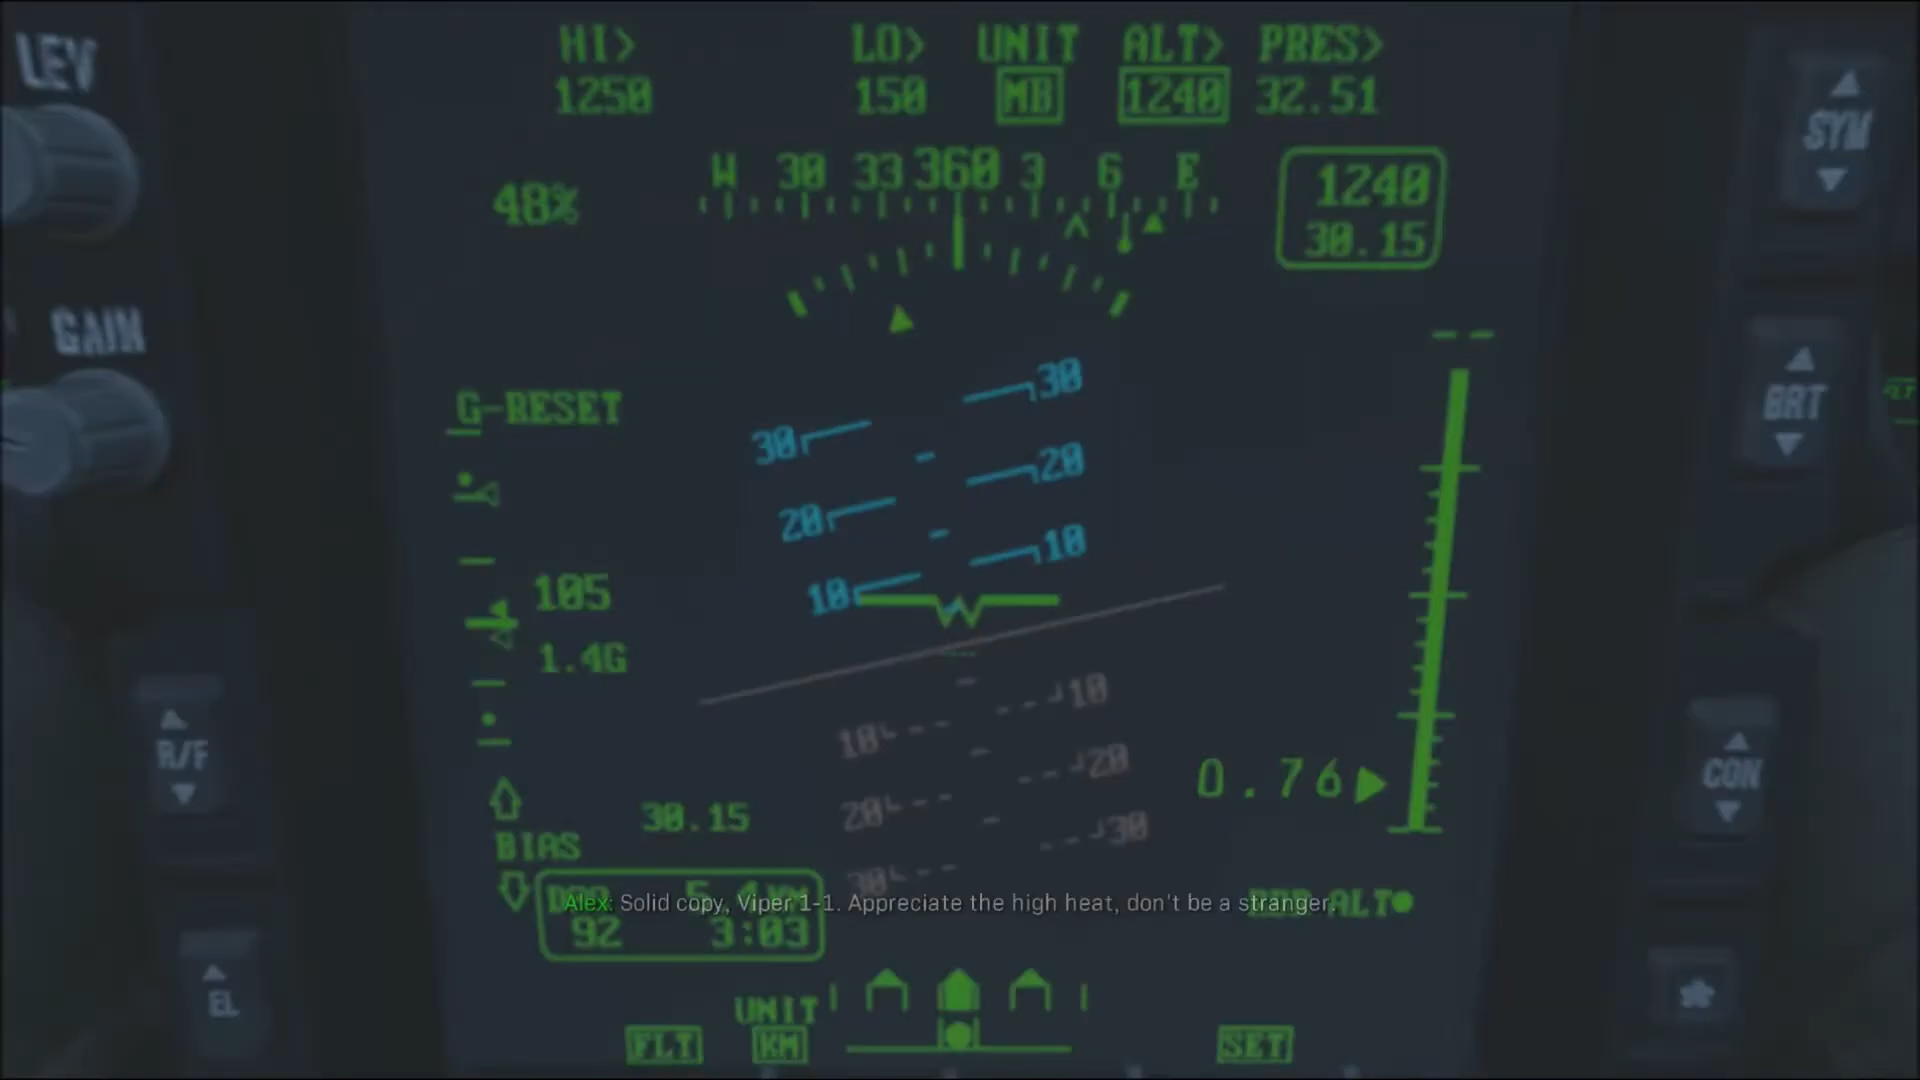 LEV
HI> LO> UNIT ALT> PRES>
1250 150 MB 1240 32.51
SYM
W 30 33 360 3 6 E
48%
1240
30.15
GAIN
G-RESET
BRT
30 30
20 20
10 10
105
1.4G
10 10
20 20
30 30
R/F
CON
0.76
30.15
BIAS
Alex: Solid copy, Viper 1-1. Appreciate the high heat, don't be a stranger.
ALT
92 3:03
EL
UNIT
FLT KM SET